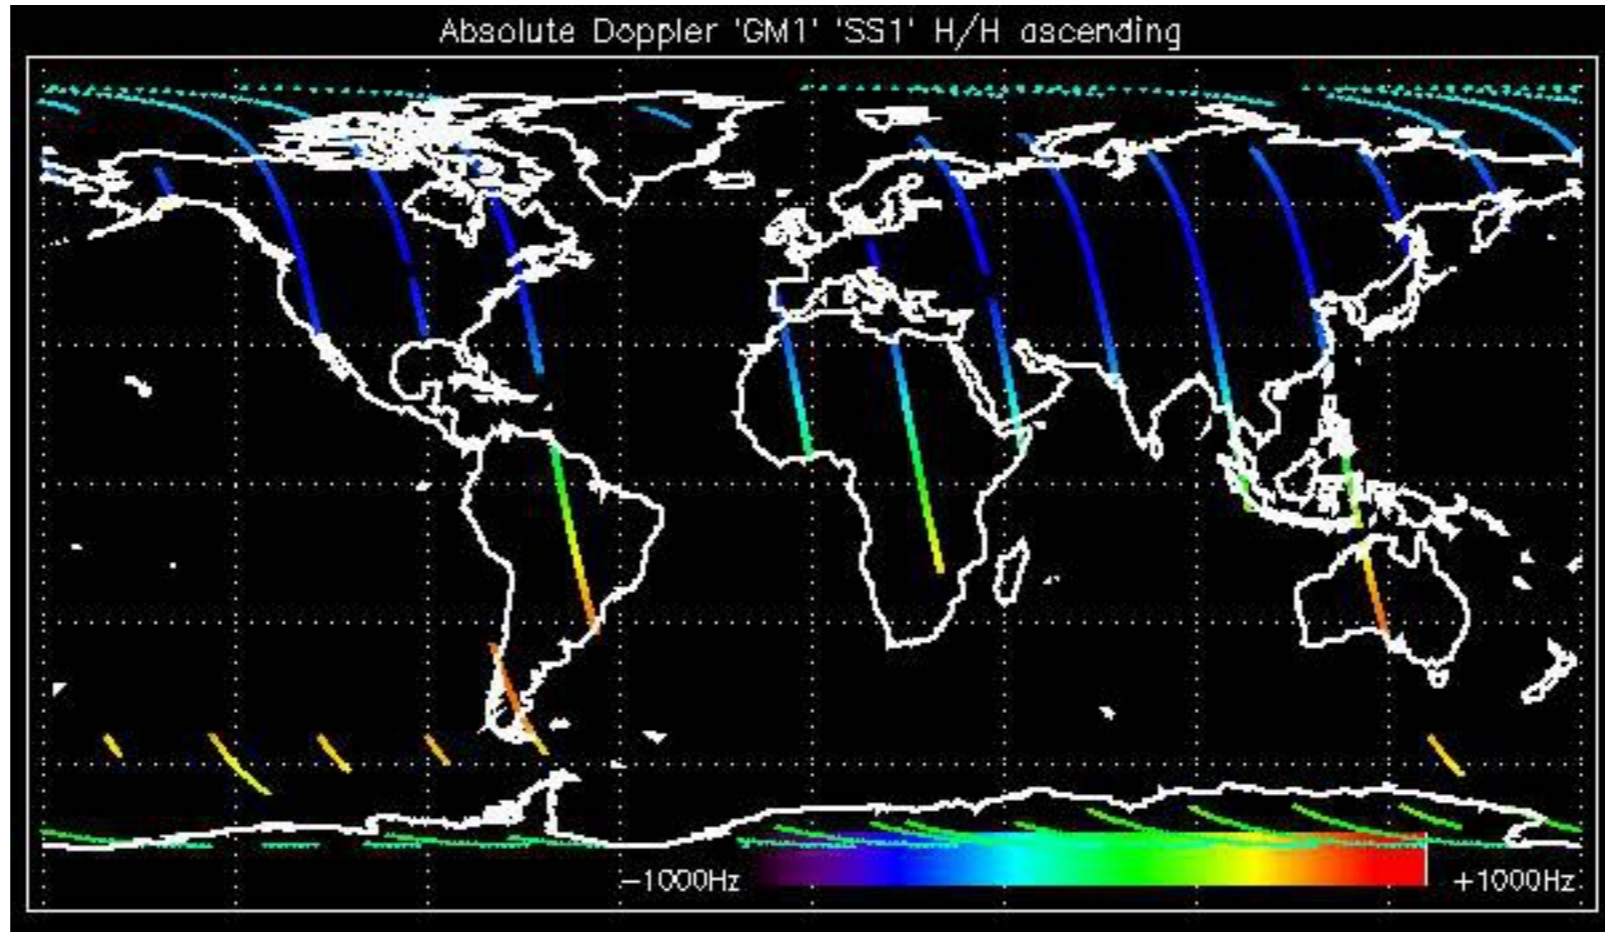 Absolute Doppler 'GM1' 'SS1' H/H ascending
−1000Hz +1000Hz